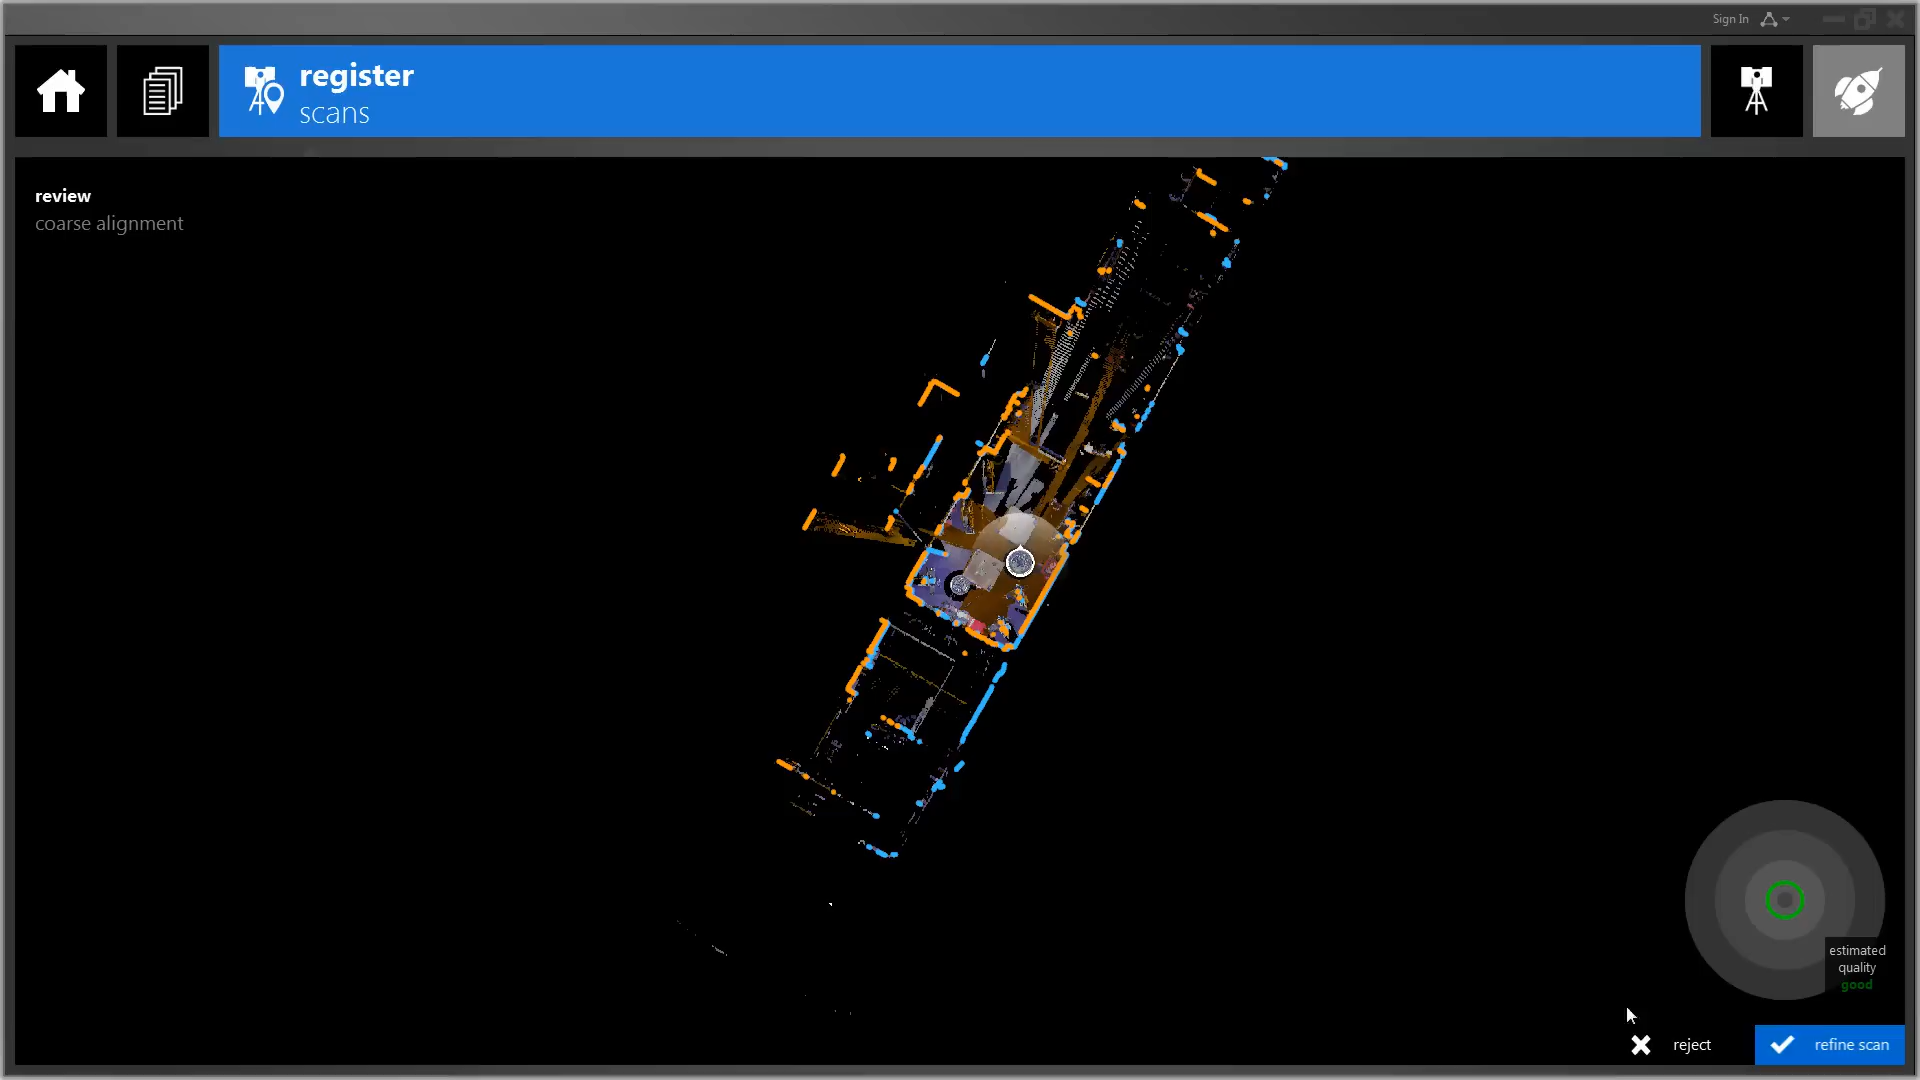 Sign In
register
scans
review
coarse alignment
estimated
quality
good
reject
refine scan